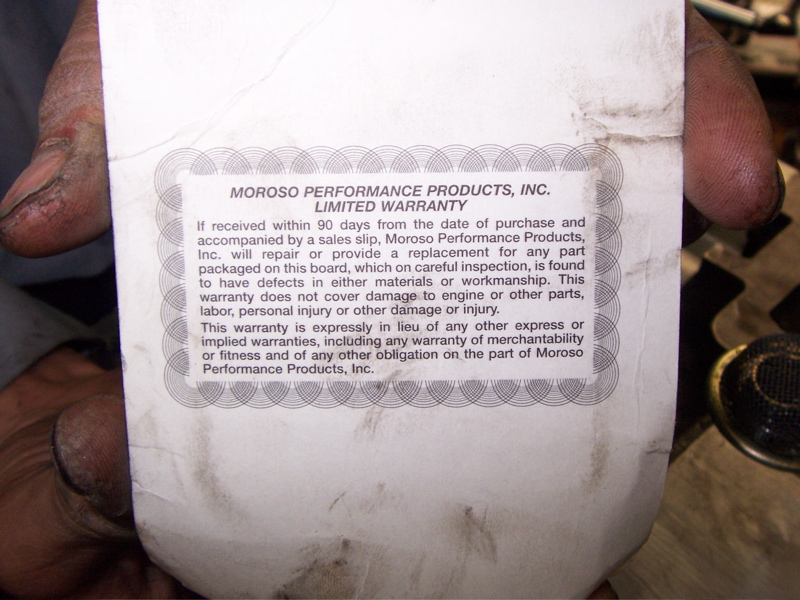 MOROSO PERFORMANCE PRODUCTS, INC.
LIMITED WARRANTY
If received within 90 days from the date of purchase and
accompanied by a sales slip, Moroso Performance Products,
Inc. will repair or provide a replacement for any part
packaged on this board, which on careful inspection, is found
to have defects in either materials or workmanship. This
warranty does not cover damage to engine or other parts,
labor, personal injury or other damage or injury.
This warranty is expressly in lieu of any other express or
implied warranties, including any warranty of merchantability
or fitness and of any other obligation on the part of Moroso
Performance Products, Inc.